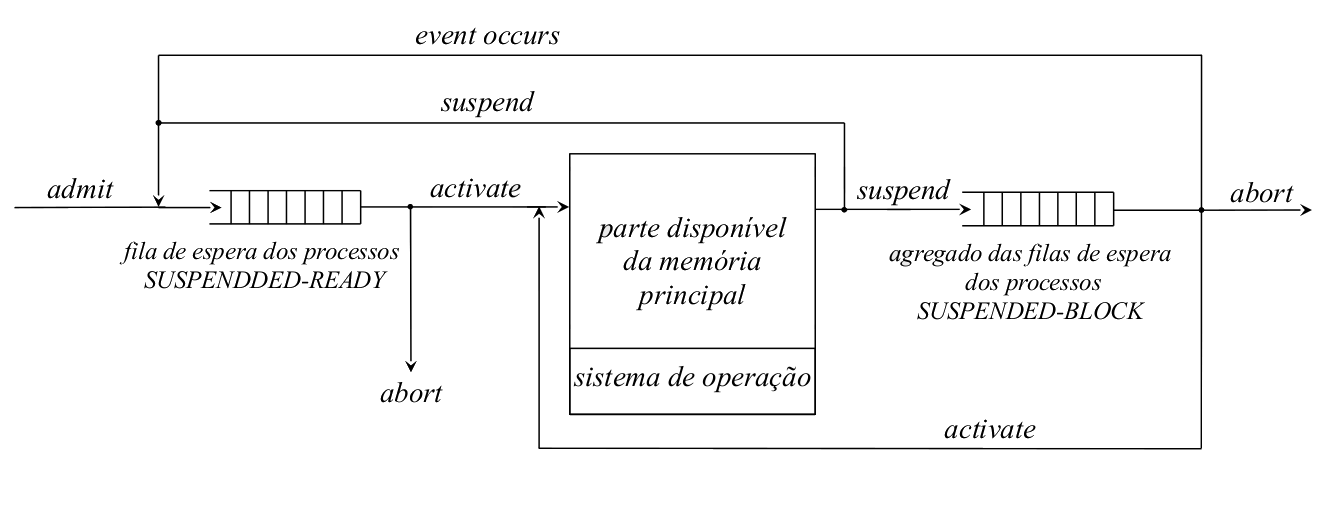 event occurs
suspend
admit
activate
suspend
abort
fila de espera dos processos
SUSPENDDED-READY
parte disponível
da memória
principal
agregado das filas de espera
dos processos
SUSPENDED-BLOCK
sistema de operação
abort
activate